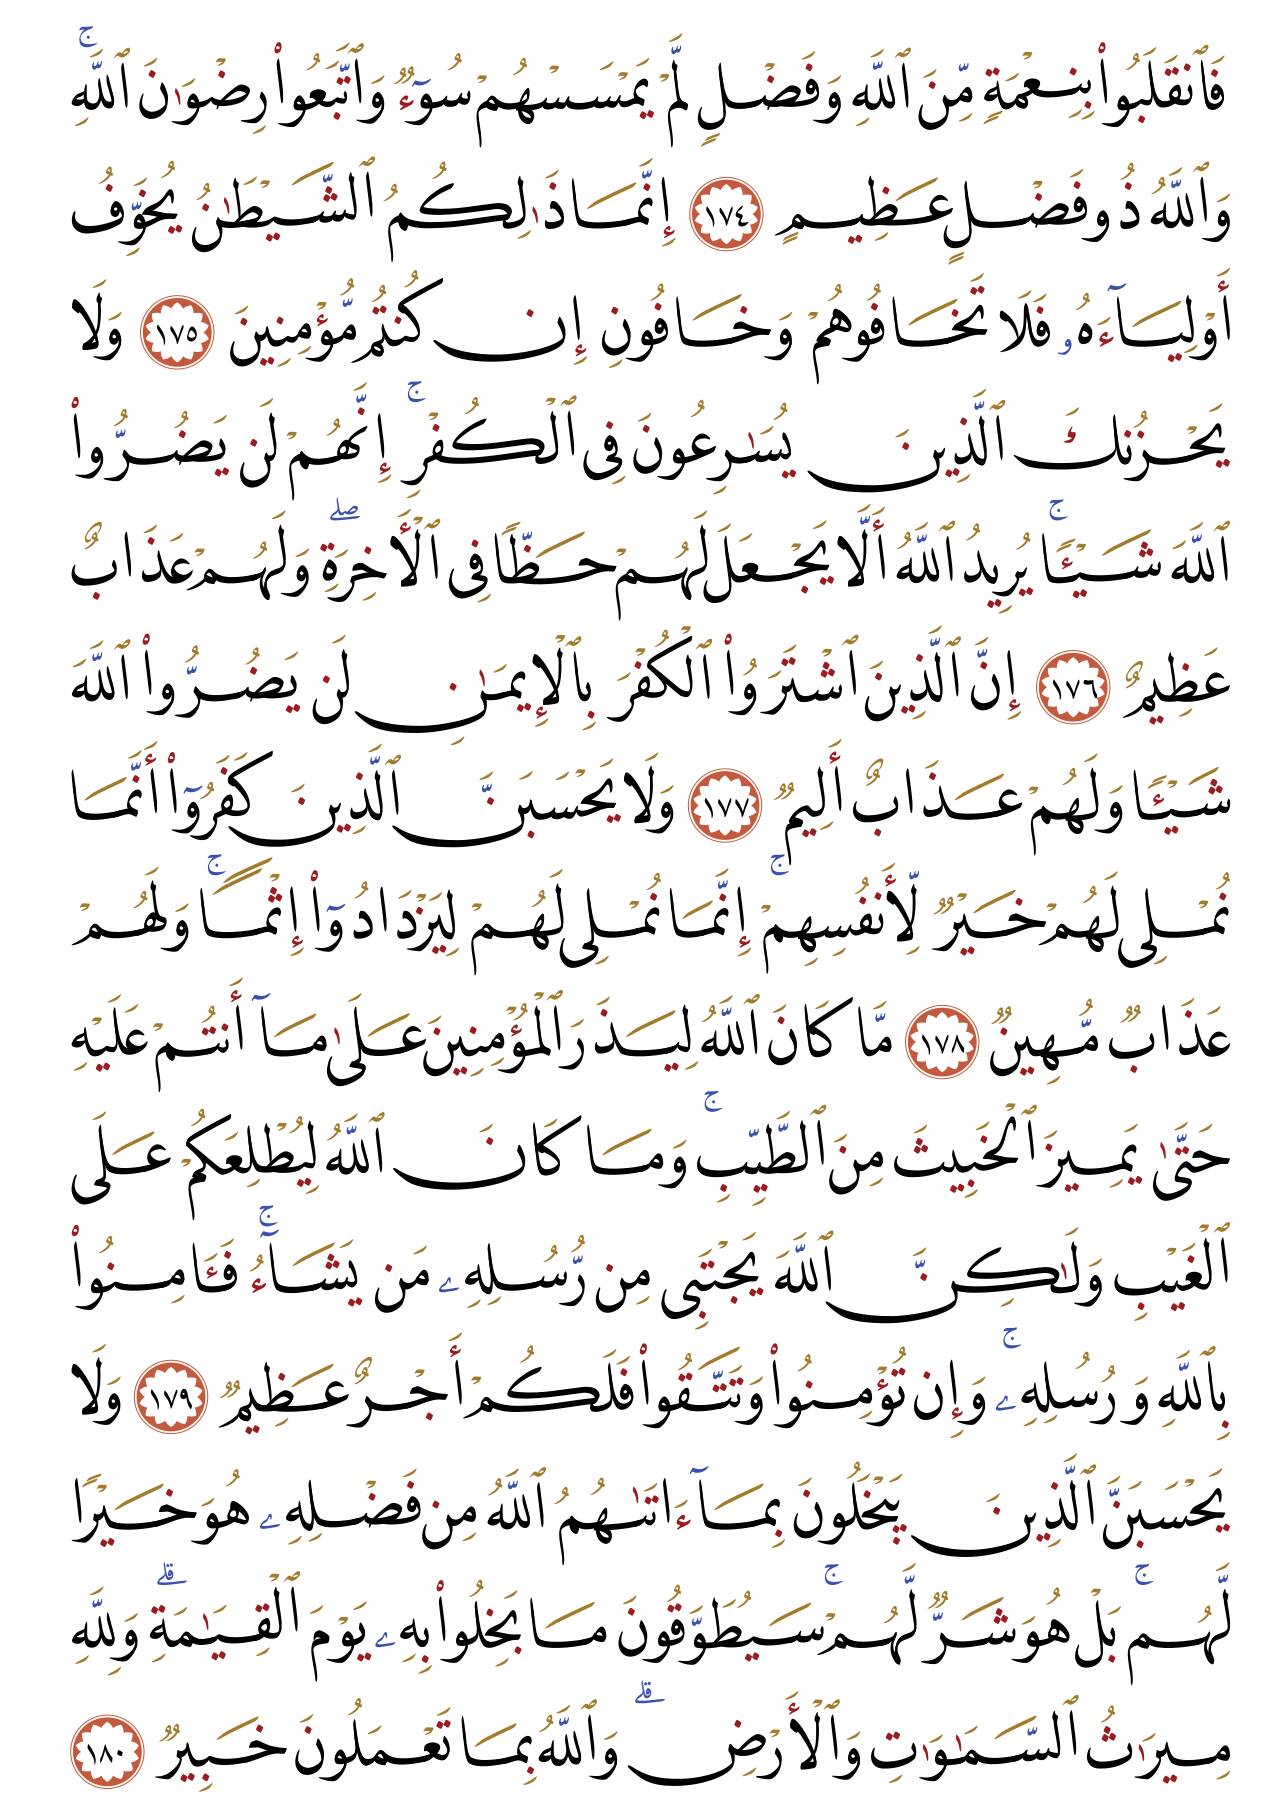 فَٱنقَلَبُوا۟ بِنِعْمَةٍ مِّنَ ٱللَّهِ وَفَضْلٍ لَّمْ يَمْسَسْهُمْ سُوٓءٌ وَٱتَّبَعُوا۟ رِضْوَٰنَ ٱللَّهِ ۚ
وَٱللَّهُ ذُو فَضْلٍ عَظِيمٍ ١٧٤ إِنَّمَا ذَٰلِكُمُ ٱلشَّيْطَٰنُ يُخَوِّفُ
أَوْلِيَآءَهُۥ فَلَا تَخَافُوهُمْ وَخَافُونِ إِن كُنتُم مُّؤْمِنِينَ ١٧٥ وَلَا
يَحْزُنكَ ٱلَّذِينَ يُسَٰرِعُونَ فِى ٱلْكُفْرِ ۚ إِنَّهُمْ لَن يَضُرُّوا۟
ٱللَّهَ شَيْـًٔا ۚ يُرِيدُ ٱللَّهُ أَلَّا يَجْعَلَ لَهُمْ حَظًّا فِى ٱلْأَخِرَةِ ۖ وَلَهُمْ عَذَابٌ
عَظِيمٌ ١٧٦ إِنَّ ٱلَّذِينَ ٱشْتَرَوُا۟ ٱلْكُفْرَ بِٱلْإِيمَٰنِ لَن يَضُرُّوا۟ ٱللَّهَ
شَيْـًٔا وَلَهُمْ عَذَابٌ أَلِيمٌ ١٧٧ وَلَا يَحْسَبَنَّ ٱلَّذِينَ كَفَرُوٓا۟ أَنَّمَا
نُمْلِى لَهُمْ خَيْرٌ لِّأَنفُسِهِمْ ۚ إِنَّمَا نُمْلِى لَهُمْ لِيَزْدَادُوٓا۟ إِثْمًا ۚ وَلَهُمْ
عَذَابٌ مُّهِينٌ ١٧٨ مَّا كَانَ ٱللَّهُ لِيَذَرَ ٱلْمُؤْمِنِينَ عَلَىٰ مَآ أَنتُمْ عَلَيْهِ
حَتَّىٰ يَمِيزَ ٱلْخَبِيثَ مِنَ ٱلطَّيِّبِ ۚ وَمَا كَانَ ٱللَّهُ لِيُطْلِعَكُمْ عَلَى
ٱلْغَيْبِ وَلَٰكِنَّ ٱللَّهَ يَجْتَبِى مِن رُّسُلِهِۦ مَن يَشَآءُ ۚ فَـَٔامِنُوا۟
بِٱللَّهِ وَرُسُلِهِۦ ۚ وَإِن تُؤْمِنُوا۟ وَتَتَّقُوا۟ فَلَكُمْ أَجْرٌ عَظِيمٌ ١٧٩ وَلَا
يَحْسَبَنَّ ٱلَّذِينَ يَبْخَلُونَ بِمَآ ءَاتَىٰهُمُ ٱللَّهُ مِن فَضْلِهِۦ هُوَ خَيْرًا
لَّهُم ۚ بَلْ هُوَ شَرٌّ لَّهُمْ ۚ سَيُطَوَّقُونَ مَا بَخِلُوا۟ بِهِۦ يَوْمَ ٱلْقِيَٰمَةِ ۗ وَلِلَّهِ
مِيرَٰثُ ٱلسَّمَٰوَٰتِ وَٱلْأَرْضِ ۗ وَٱللَّهُ بِمَا تَعْمَلُونَ خَبِيرٌ ١٨٠